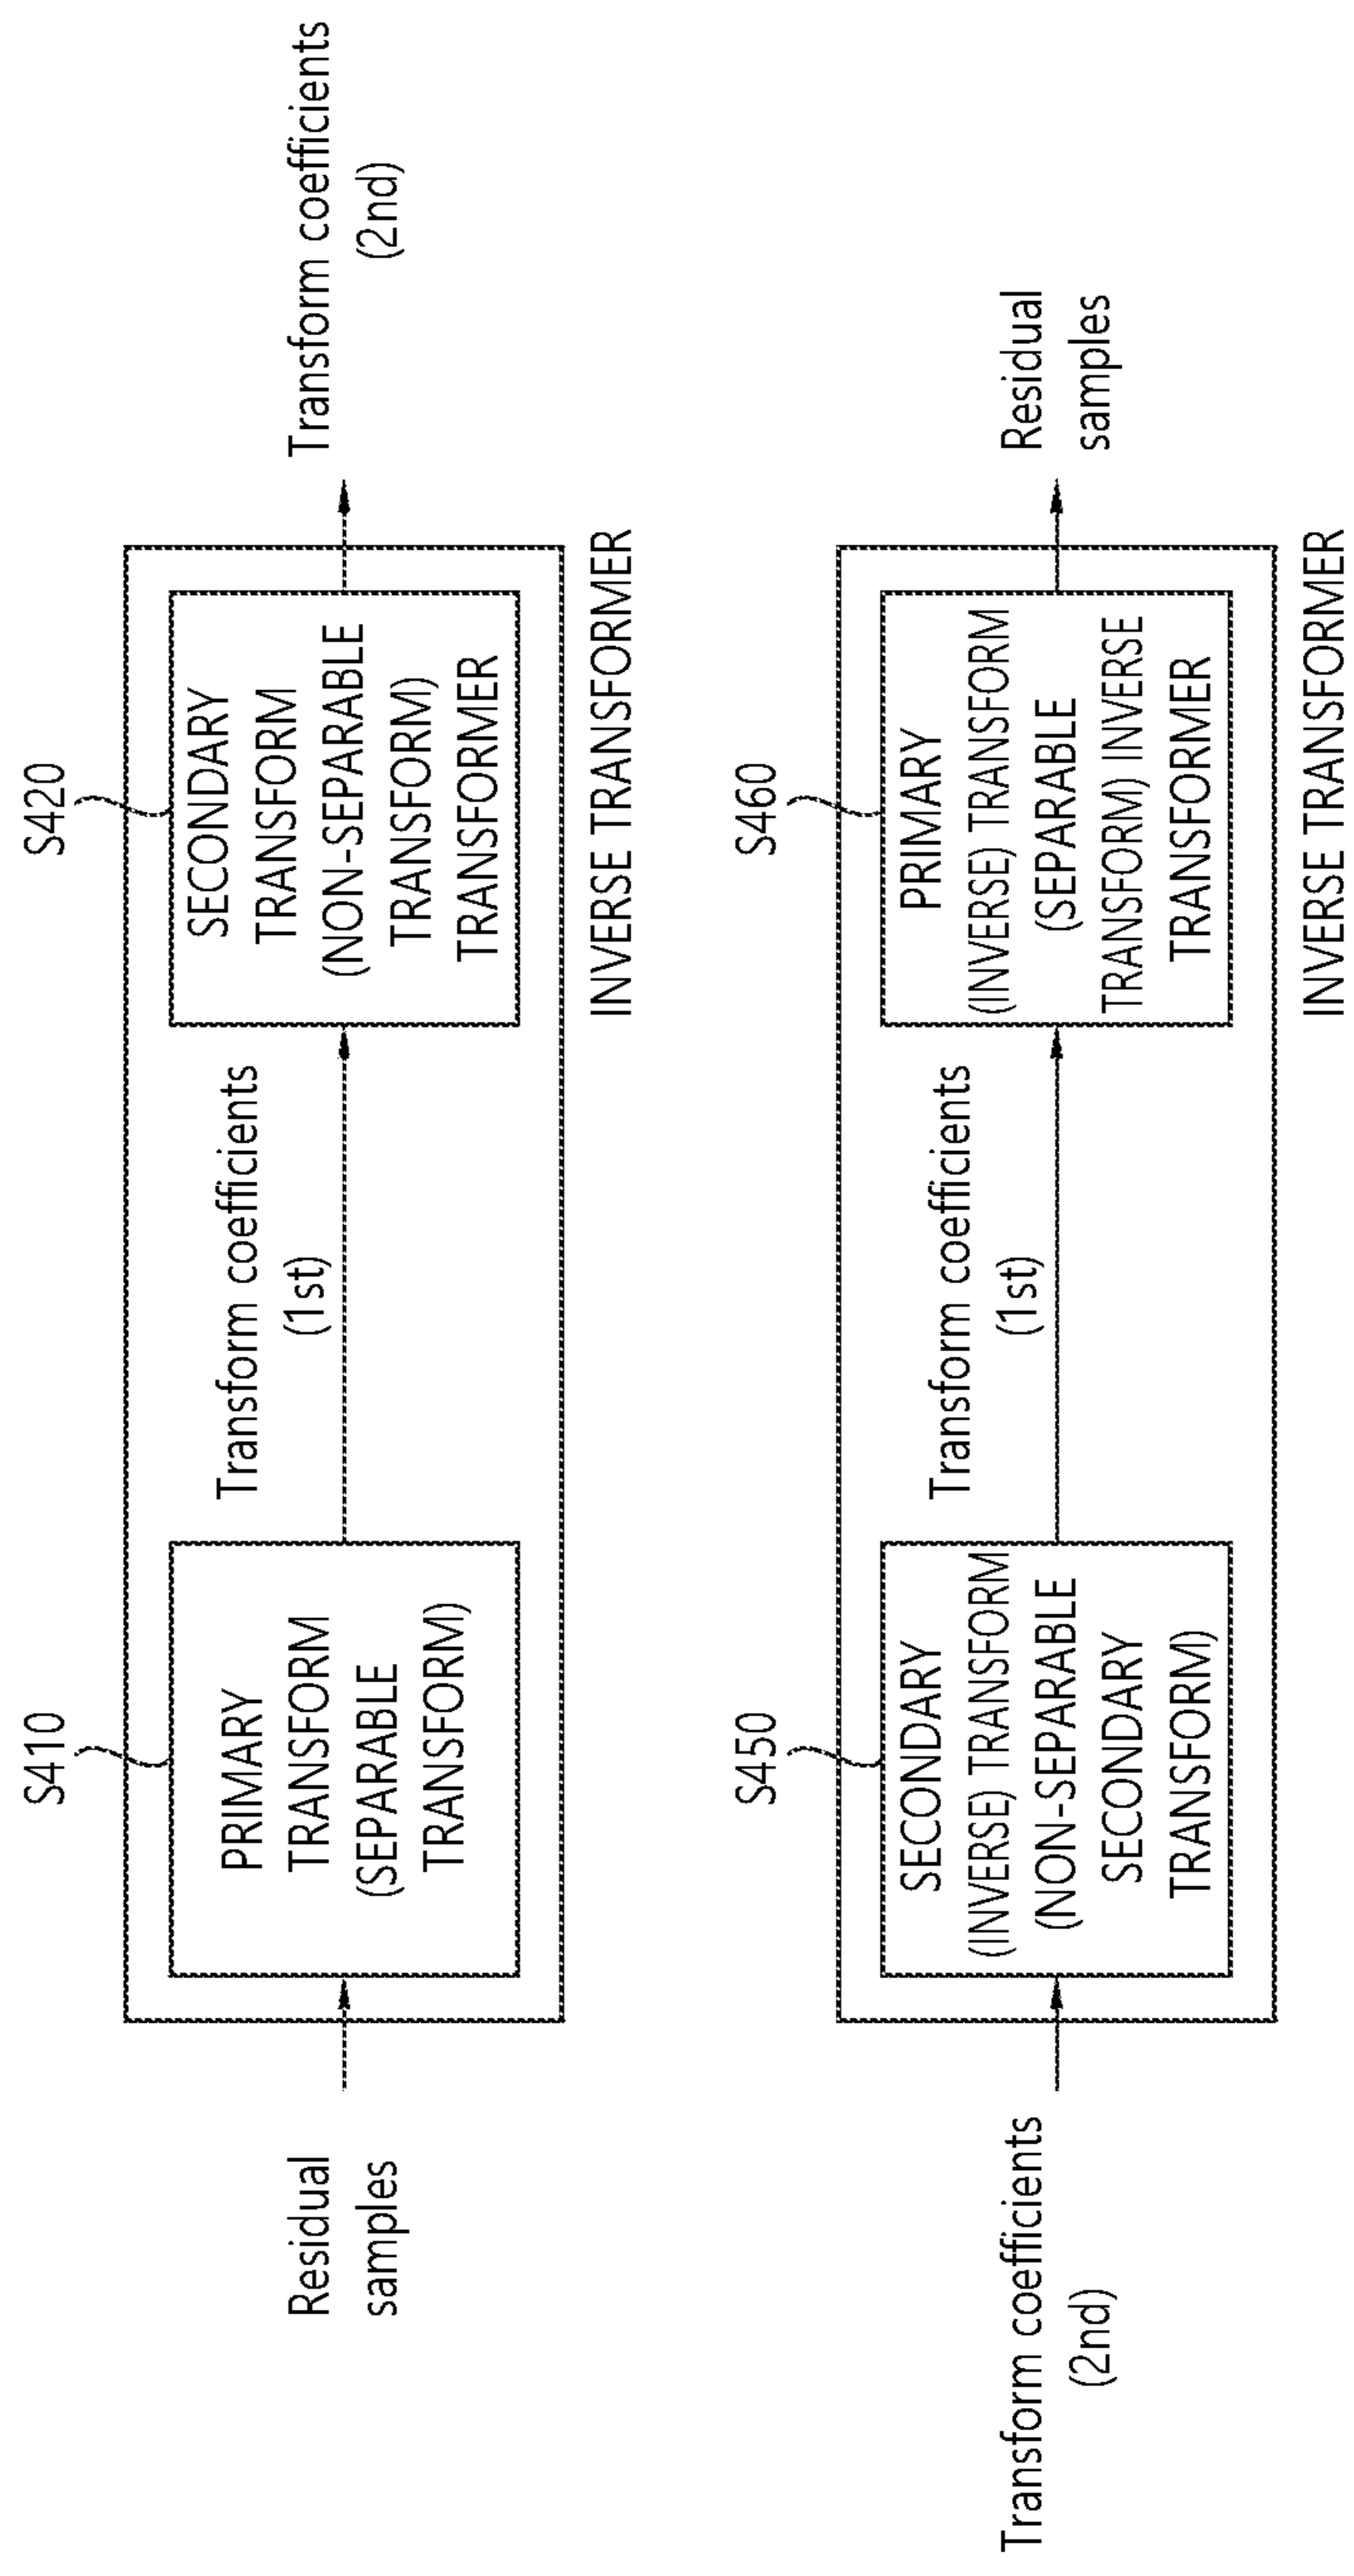 S410
S420
Residual
samples
PRIMARY
TRANSFORM
(SEPARABLE
TRANSFORM)
Transform coefficients
(1st)
SECONDARY
TRANSFORM
(NON-SEPARABLE
TRANSFORM)
TRANSFORMER
Transform coefficients
(2nd)
INVERSE TRANSFORMER
S450
S460
Transform coefficients
(2nd)
SECONDARY
(INVERSE) TRANSFORM
(NON-SEPARABLE
SECONDARY
TRANSFORM)
Transform coefficients
(1st)
PRIMARY
(INVERSE) TRANSFORM
(SEPARABLE
TRANSFORM) INVERSE
TRANSFORMER
Residual
samples
INVERSE TRANSFORMER